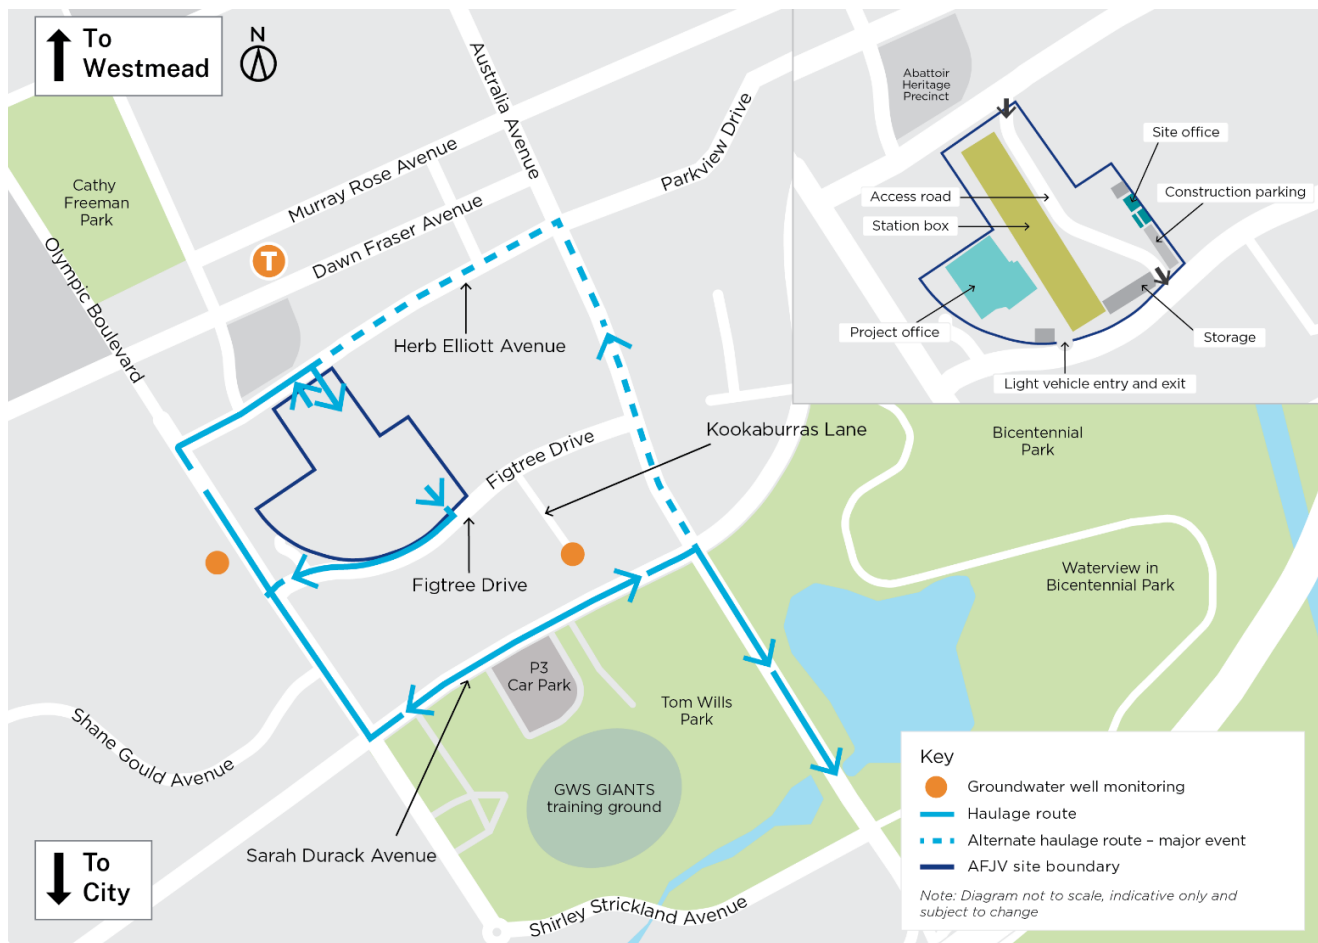 To
Westmead
N
Australia Avenue
Murray Rose Avenue
Parkview Drive
Cathy
Freeman
Park
Dawn Fraser Avenue
T
Olympic Boulevard
Herb Elliott Avenue
Kookaburras Lane
Figtree Drive
Figtree Drive
Abattoir
Heritage
Precinct
Site office
Access road
Construction parking
Station box
Project office
Storage
Light vehicle entry and exit
Bicentennial
Park
Waterview in
Bicentennial Park
P3
Car Park
Tom Wills
Park
Shane Gould Avenue
GWS GIANTS
training ground
Sarah Durack Avenue
Shirley Strickland Avenue
To
City
Key
Groundwater well monitoring
Haulage route
Alternate haulage route – major event
AFJV site boundary
Note: Diagram not to scale, indicative only and
subject to change